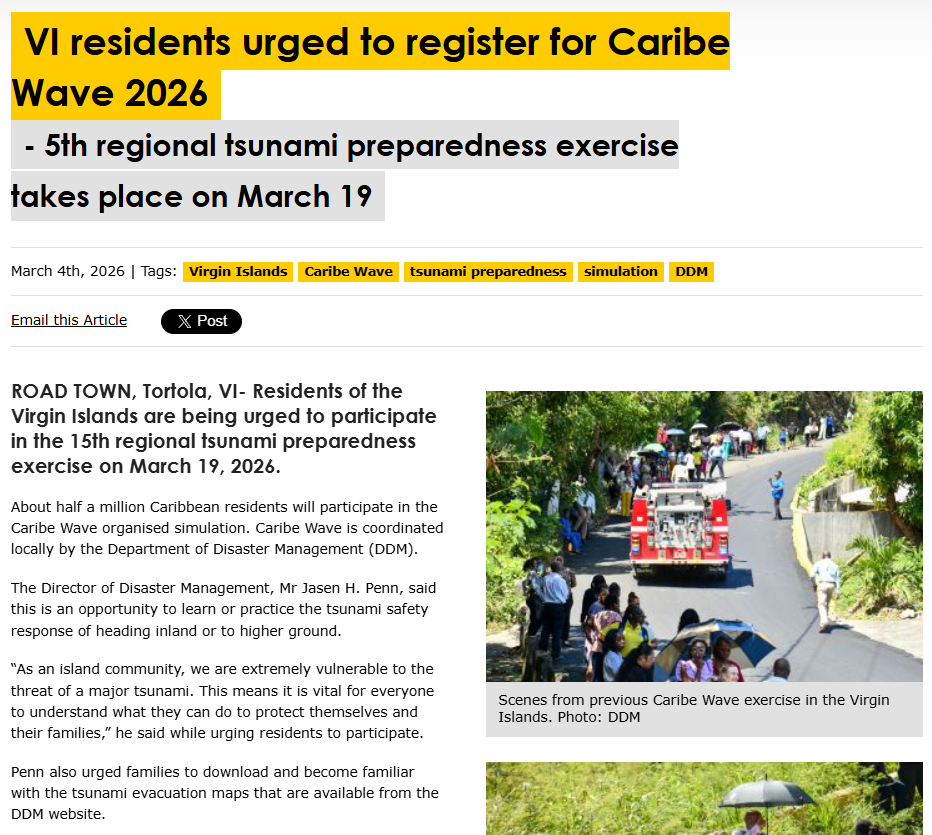 VI residents urged to register for Caribe
Wave 2026
- 5th regional tsunami preparedness exercise
takes place on March 19
March 4th, 2026 | Tags: Virgin Islands Caribe Wave tsunami preparedness simulation DDM
Email this Article
X Post
ROAD TOWN, Tortola, VI- Residents of the
Virgin Islands are being urged to participate
in the 15th regional tsunami preparedness
exercise on March 19, 2026.
About half a million Caribbean residents will participate in the
Caribe Wave organised simulation. Caribe Wave is coordinated
locally by the Department of Disaster Management (DDM).
The Director of Disaster Management, Mr Jasen H. Penn, said
this is an opportunity to learn or practice the tsunami safety
response of heading inland or to higher ground.
“As an island community, we are extremely vulnerable to the
threat of a major tsunami. This means it is vital for everyone
to understand what they can do to protect themselves and
their families,” he said while urging residents to participate.
Penn also urged families to download and become familiar
with the tsunami evacuation maps that are available from the
DDM website.
Scenes from previous Caribe Wave exercise in the Virgin
Islands. Photo: DDM